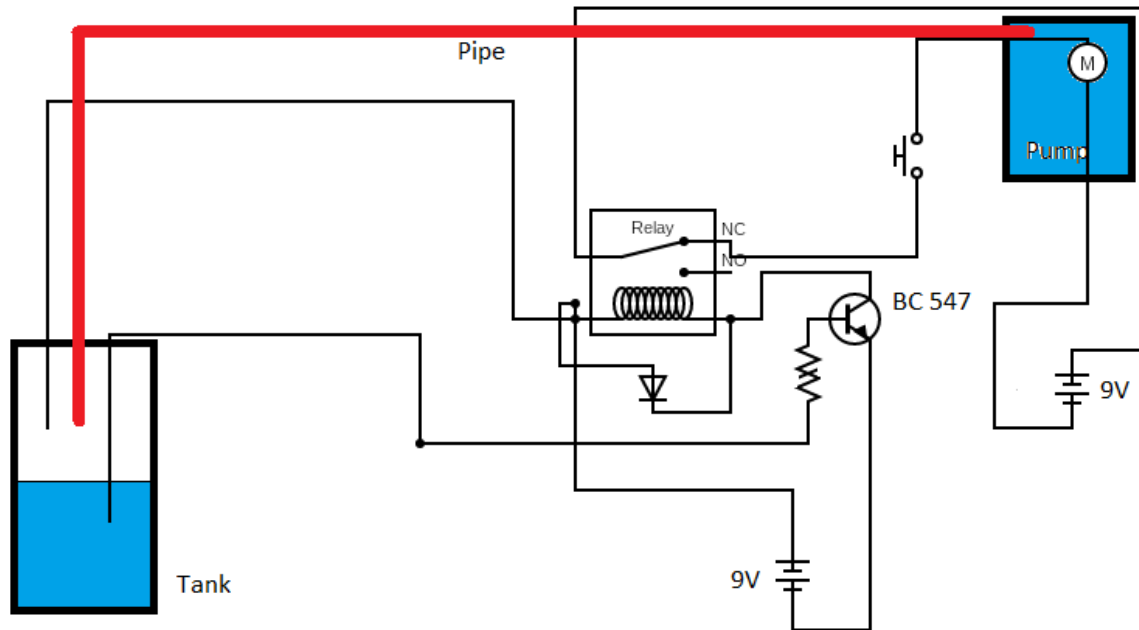 Pipe
M
Pump
Relay
NC
NO
BC 547
9V
9V
Tank